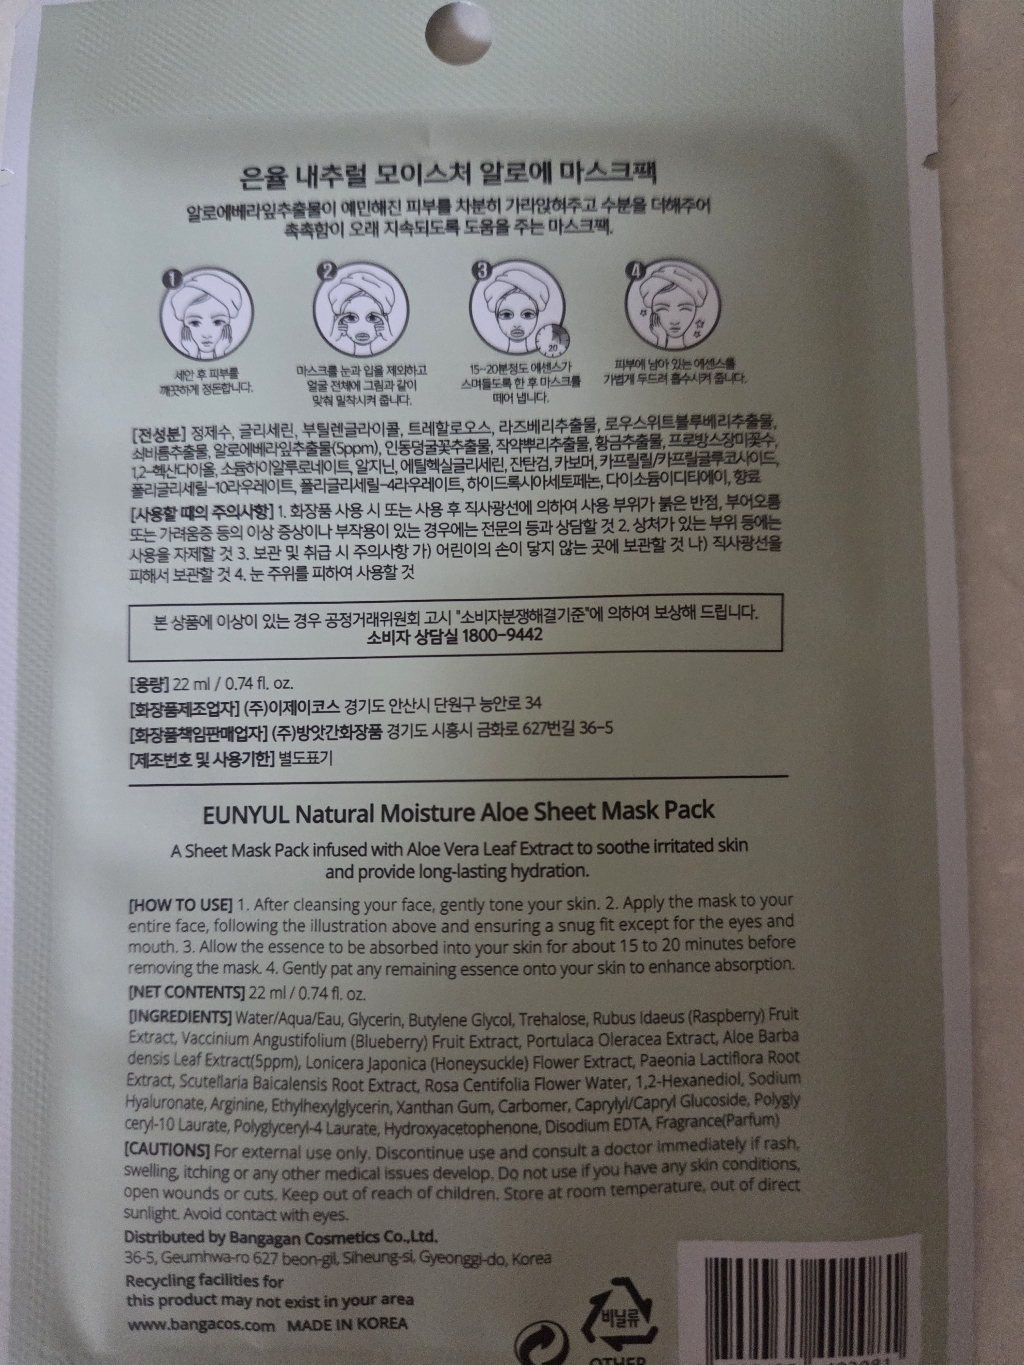 은율 내추럴 모이스처 알로에 마스크팩
알로에베라잎추출물이 예민해진 피부를 차분히 가라앉혀주고 수분을 더해주어
촉촉함이 오래 지속되도록 도움을 주는 마스크팩.
1
2
3
4
20
세안 후 피부를
깨끗하게 정돈합니다.
마스크를 눈과 입을 제외하고
얼굴 전체에 그림과 같이
맞춰 밀착시켜 줍니다.
15~20분정도 에센스가
스며들도록 한 후 마스크를
떼어 냅니다.
피부에 남아 있는 에센스를
가볍게 두드려 흡수시켜 줍니다.
[전성분] 정제수, 글리세린, 부틸렌글라이콜, 트레할로오스, 라즈베리추출물, 로우스위트블루베리추출물,
쇠비름추출물, 알로에베라잎추출물(5ppm), 인동덩굴꽃추출물, 작약뿌리추출물, 황금추출물, 프로방스장미꽃수,
1,2-헥산다이올, 소듐하이알루로네이트, 알지닌, 에틸헥실글리세린, 잔탄검, 카보머, 카프릴릴/카프릴글루코사이드,
폴리글리세릴-10라우레이트, 폴리글리세릴-4라우레이트, 하이드록시아세토페논, 다이소듐이디티에이, 향료
[사용할 때의 주의사항] 1. 화장품 사용 시 또는 사용 후 직사광선에 의하여 사용 부위가 붉은 반점, 부어오름
또는 가려움증 등의 이상 증상이나 부작용이 있는 경우에는 전문의 등과 상담할 것 2. 상처가 있는 부위 등에는
사용을 자제할 것 3. 보관 및 취급 시 주의사항 가) 어린이의 손이 닿지 않는 곳에 보관할 것 나) 직사광선을
피해서 보관할 것 4. 눈 주위를 피하여 사용할 것
본 상품에 이상이 있는 경우 공정거래위원회 고시 "소비자분쟁해결기준"에 의하여 보상해 드립니다.
소비자 상담실 1800-9442
[용량] 22 ml / 0.74 fl. oz.
[화장품제조업자] (주)이제이코스 경기도 안산시 단원구 능안로 34
[화장품책임판매업자] (주)방앗간화장품 경기도 시흥시 금화로 627번길 36-5
[제조번호 및 사용기한] 별도표기
EUNYUL Natural Moisture Aloe Sheet Mask Pack
A Sheet Mask Pack infused with Aloe Vera Leaf Extract to soothe irritated skin
and provide long-lasting hydration.
[HOW TO USE] 1. After cleansing your face, gently tone your skin. 2. Apply the mask to your
entire face, following the illustration above and ensuring a snug fit except for the eyes and
mouth. 3. Allow the essence to be absorbed into your skin for about 15 to 20 minutes before
removing the mask. 4. Gently pat any remaining essence onto your skin to enhance absorption.
[NET CONTENTS] 22 ml / 0.74 fl. oz.
[INGREDIENTS] Water/Aqua/Eau, Glycerin, Butylene Glycol, Trehalose, Rubus Idaeus (Raspberry) Fruit
Extract, Vaccinium Angustifolium (Blueberry) Fruit Extract, Portulaca Oleracea Extract, Aloe Barba
densis Leaf Extract(5ppm), Lonicera Japonica (Honeysuckle) Flower Extract, Paeonia Lactiflora Root
Extract, Scutellaria Baicalensis Root Extract, Rosa Centifolia Flower Water, 1,2-Hexanediol, Sodium
Hyaluronate, Arginine, Ethylhexylglycerin, Xanthan Gum, Carbomer, Caprylyl/Capryl Glucoside, Polygly
ceryl-10 Laurate, Polyglyceryl-4 Laurate, Hydroxyacetophenone, Disodium EDTA, Fragrance(Parfum)
[CAUTIONS] For external use only. Discontinue use and consult a doctor immediately if rash,
swelling, itching or any other medical issues develop. Do not use if you have any skin conditions,
open wounds or cuts. Keep out of reach of children. Store at room temperature, out of direct
sunlight. Avoid contact with eyes.
Distributed by Bangagan Cosmetics Co.,Ltd.
36-5, Geumhwa-ro 627 beon-gil, Siheung-si, Gyeonggi-do, Korea
Recycling facilities for
this product may not exist in your area
www.bangacos.com MADE IN KOREA
비닐류
OTHER